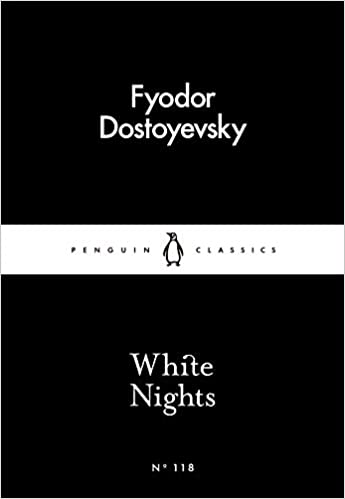 Fyodor
Dostoyevsky
PENGUIN CLASSICS
White
Nights
Nº 118